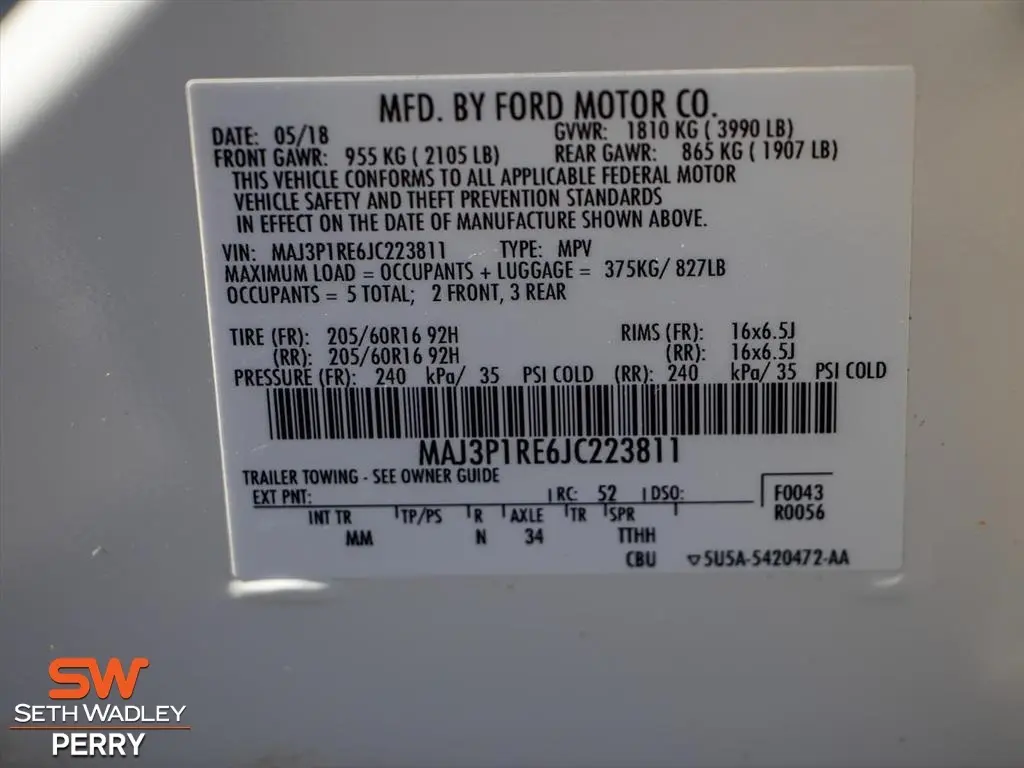 MFD. BY FORD MOTOR CO.
DATE: 05/18 GVWR: 1810 KG ( 3990 LB)
FRONT GAWR: 955 KG ( 2105 LB) REAR GAWR: 865 KG ( 1907 LB)
THIS VEHICLE CONFORMS TO ALL APPLICABLE FEDERAL MOTOR
VEHICLE SAFETY AND THEFT PREVENTION STANDARDS
IN EFFECT ON THE DATE OF MANUFACTURE SHOWN ABOVE.
VIN: MAJ3P1RE6JC223811 TYPE: MPV
MAXIMUM LOAD = OCCUPANTS + LUGGAGE = 375KG/ 827LB
OCCUPANTS = 5 TOTAL; 2 FRONT, 3 REAR
TIRE (FR): 205/60R16 92H RIMS (FR): 16x6.5J
(RR): 205/60R16 92H (RR): 16x6.5J
PRESSURE (FR): 240 kPa/ 35 PSI COLD (RR): 240 kPa/ 35 PSI COLD
MAJ3P1RE6JC223811
TRAILER TOWING - SEE OWNER GUIDE
EXT PNT: RC: 52 DSO: F0043
R0056
INT TR TP/PS R AXLE TR SPR
MM N 34 TTHH
CBU ▽5U5A-5420472-AA
SW
SETH WADLEY
PERRY